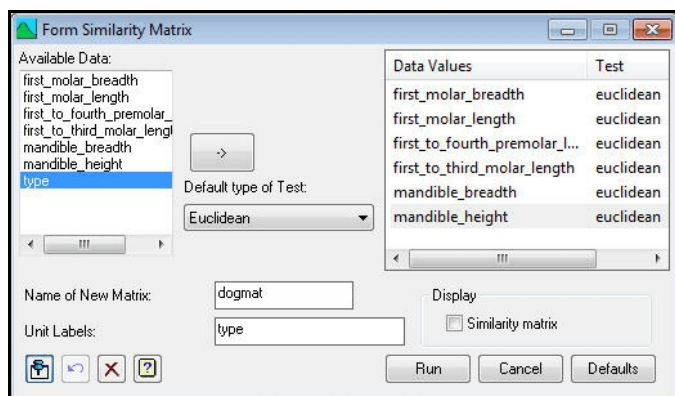 Form Similarity Matrix
Available Data:
first_molar_breadth
first_molar_length
first_to_fourth_premolar_
first_to_third_molar_lengt
mandible_breadth
mandible_height
type
->
Default type of Test:
Euclidean
Data Values Test
first_molar_breadth euclidean
first_molar_length euclidean
first_to_fourth_premolar_l... euclidean
first_to_third_molar_length euclidean
mandible_breadth euclidean
mandible_height euclidean
Name of New Matrix: dogmat
Unit Labels: type
Display
Similarity matrix
Run Cancel Defaults